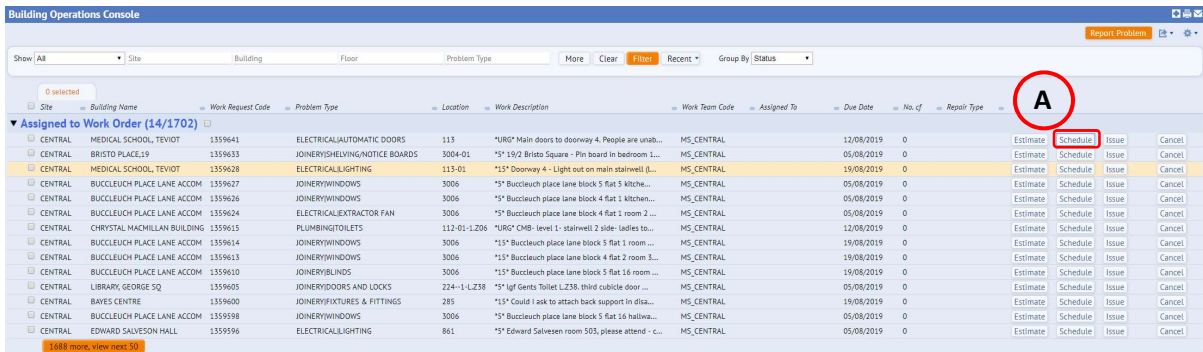 Building Operations Console
Report Problem
Show All Site Building Floor Problem Type More Clear Filter Recent Group By Status
0 selected
A
Site Building Name Work Request Code Problem Type Location Work Description Work Team Code Assigned To Due Date No. cf Repair Type
Assigned to Work Order (14/1702)
CENTRAL MEDICAL SCHOOL, TEVIOT 1359641 ELECTRICAL|AUTOMATIC DOORS 113 *URG* Main doors to doorway 4. People are unab... MS_CENTRAL 12/08/2019 0 Estimate Schedule Issue Cancel
CENTRAL BRISTO PLACE,19 1359633 JOINERY|SHELVING/NOTICE BOARDS 3004-01 *5* 19/2 Bristo Square - Pin board in bedroom 1... MS_CENTRAL 05/08/2019 0 Estimate Schedule Issue Cancel
CENTRAL MEDICAL SCHOOL, TEVIOT 1359628 ELECTRICAL|LIGHTING 113-01 *15* Doorway 4 - Light out on main stairwell (L... MS_CENTRAL 19/08/2019 0 Estimate Schedule Issue Cancel
CENTRAL BUCCLEUCH PLACE LANE ACCOM 1359627 JOINERY|WINDOWS 3006 *5* Buccleuch place lane block 5 flat 5 kitche... MS_CENTRAL 05/08/2019 0 Estimate Schedule Issue Cancel
CENTRAL BUCCLEUCH PLACE LANE ACCOM 1359626 JOINERY|WINDOWS 3006 *5* Buccleuch place lane block 4 flat 1 kitchen... MS_CENTRAL 05/08/2019 0 Estimate Schedule Issue Cancel
CENTRAL BUCCLEUCH PLACE LANE ACCOM 1359624 ELECTRICAL|EXTRACTOR FAN 3006 *5* Buccleuch place lane block 4 flat 1 room 2 ... MS_CENTRAL 05/08/2019 0 Estimate Schedule Issue Cancel
CENTRAL CHRYSTAL MACMILLAN BUILDING 1359615 PLUMBING|TOILETS 112-01-1.Z06 *URG* CMB- level 1- stairwell 2 side- ladies to... MS_CENTRAL 12/08/2019 0 Estimate Schedule Issue Cancel
CENTRAL BUCCLEUCH PLACE LANE ACCOM 1359614 JOINERY|WINDOWS 3006 *15* Buccleuch place lane block 5 flat 1 room ... MS_CENTRAL 19/08/2019 0 Estimate Schedule Issue Cancel
CENTRAL BUCCLEUCH PLACE LANE ACCOM 1359613 JOINERY|WINDOWS 3006 *15* Buccleuch place lane block 4 flat 2 room 3... MS_CENTRAL 19/08/2019 0 Estimate Schedule Issue Cancel
CENTRAL BUCCLEUCH PLACE LANE ACCOM 1359610 JOINERY|BLINDS 3006 *15* Buccleuch place lane block 5 flat 16 room ... MS_CENTRAL 19/08/2019 0 Estimate Schedule Issue Cancel
CENTRAL LIBRARY, GEORGE SQ 1359605 JOINERY|DOORS AND LOCKS 224--1-LZ38 *5* lgf Gents Toilet LZ38. third cubicle door ... MS_CENTRAL 05/08/2019 0 Estimate Schedule Issue Cancel
CENTRAL BAYES CENTRE 1359600 JOINERY|FIXTURES & FITTINGS 285 *15* Could I ask to attach back support in disa... MS_CENTRAL 19/08/2019 0 Estimate Schedule Issue Cancel
CENTRAL BUCCLEUCH PLACE LANE ACCOM 1359598 JOINERY|WINDOWS 3006 *5* Buccleuch place lane block 5 flat 16 hallwa... MS_CENTRAL 05/08/2019 0 Estimate Schedule Issue Cancel
CENTRAL EDWARD SALVESON HALL 1359596 ELECTRICAL|LIGHTING 861 *5* Edward Salvesen room 503, please attend - c... MS_CENTRAL 05/08/2019 0 Estimate Schedule Issue Cancel
1688 more, view next 50